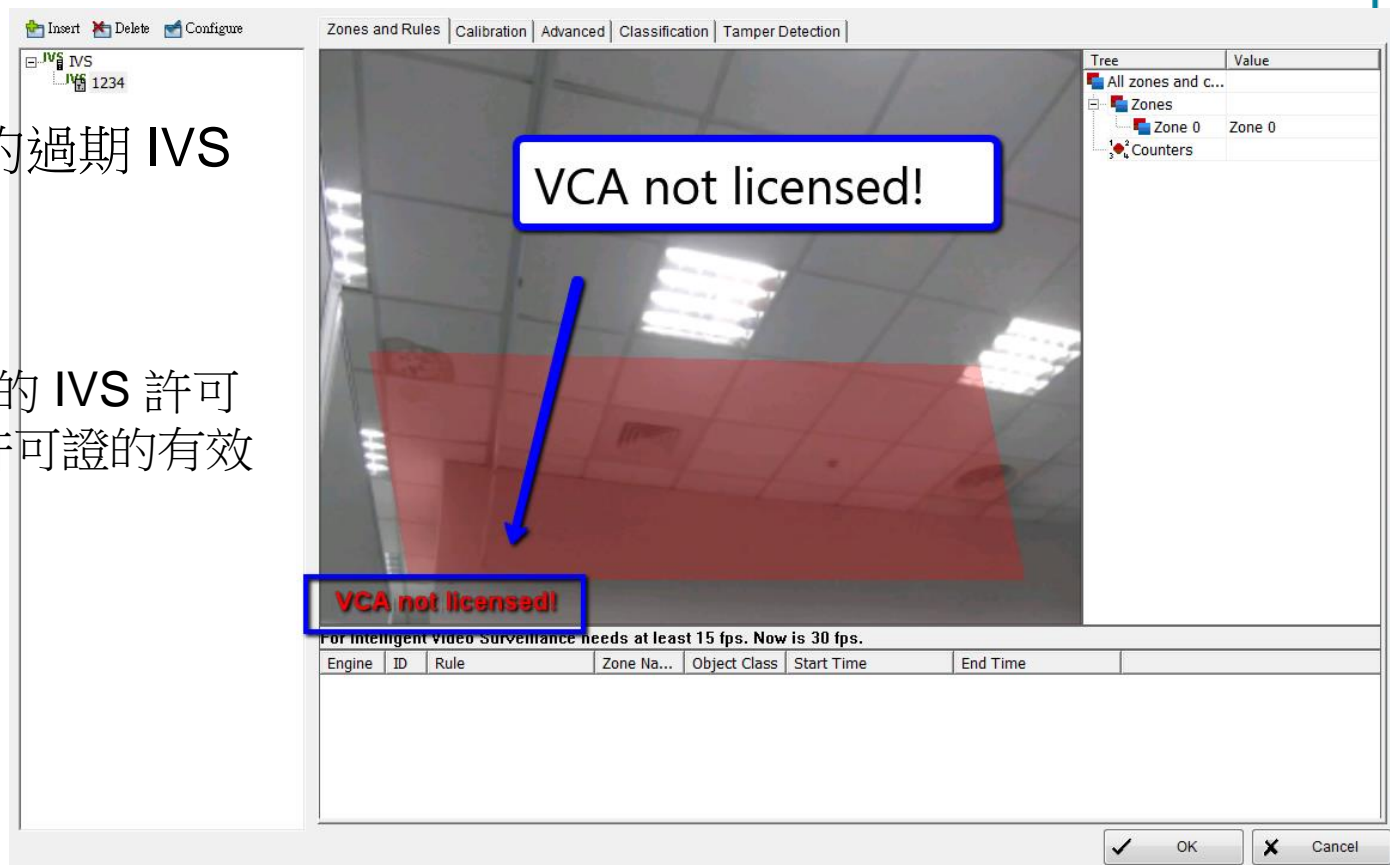 Insert Delete Configure
Zones and Rules Calibration Advanced Classification Tamper Detection
IVS IVS
IVS 1234
的過期 IVS
的 IVS 許可
可證的有效
VCA not licensed!
VCA not licensed!
Tree Value
All zones and c...
Zones
Zone 0 Zone 0
Counters
For Intelligent Video Surveillance needs at least 15 fps. Now is 30 fps.
Engine ID Rule Zone Na... Object Class Start Time End Time
OK Cancel